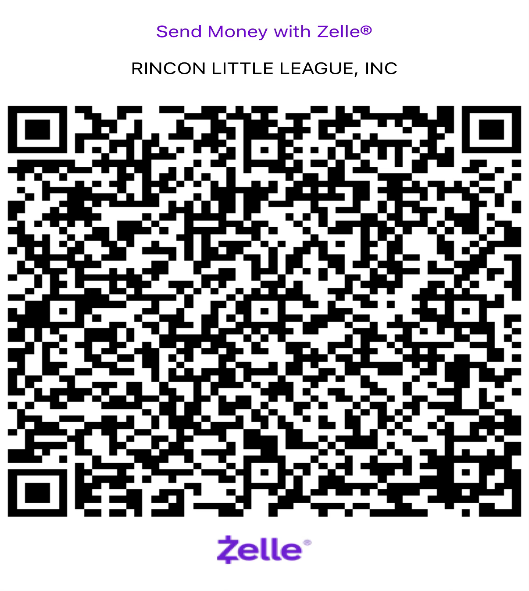 Send Money with Zelle®
RINCON LITTLE LEAGUE, INC
Zelle®